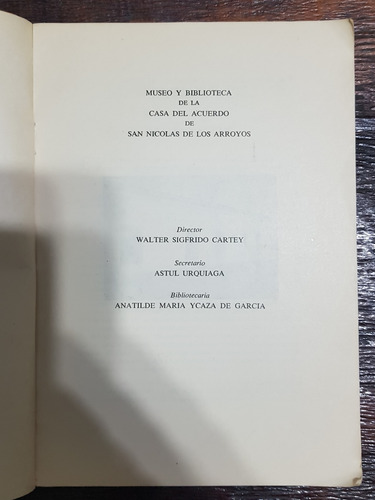 MUSEO Y BIBLIOTECA
DE LA
CASA DEL ACUERDO
DE
SAN NICOLAS DE LOS ARROYOS
Director
WALTER SIGFRIDO CARTEY
Secretario
ASTUL URQUIAGA
Bibliotecaria
ANATILDE MARIA YCAZA DE GARCIA